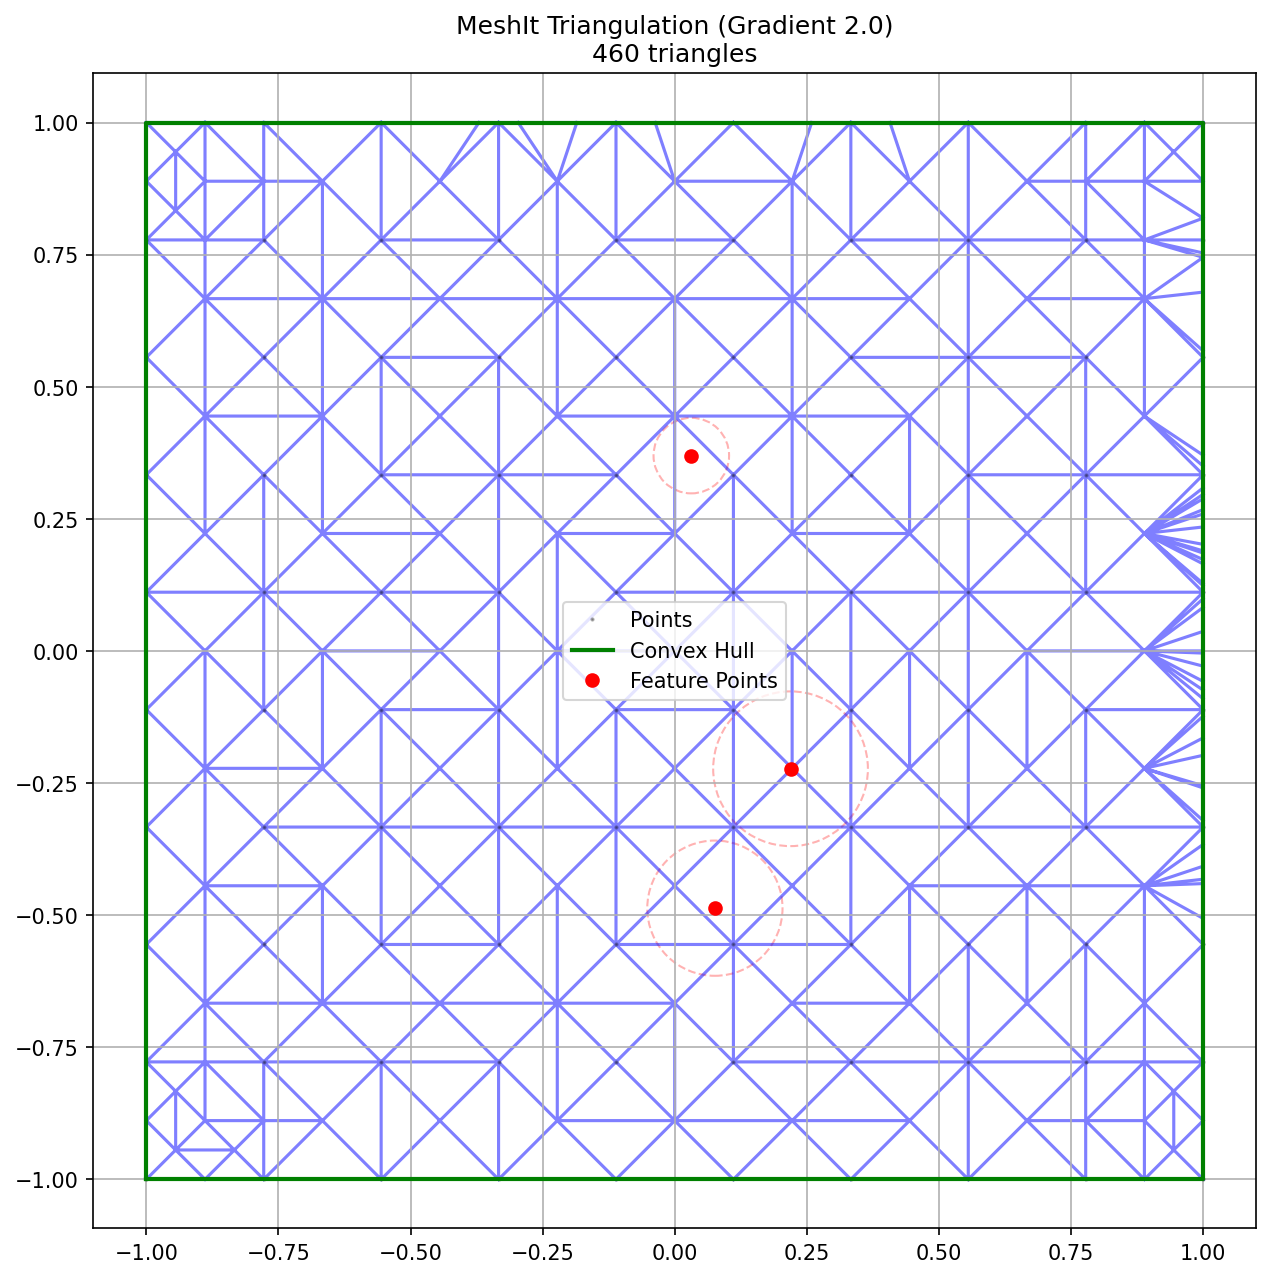 MeshIt Triangulation (Gradient 2.0)
460 triangles
1.00
0.75
0.50
0.25
0.00
−0.25
−0.50
−0.75
−1.00
Points
Convex Hull
Feature Points
−1.00 −0.75 −0.50 −0.25 0.00 0.25 0.50 0.75 1.00